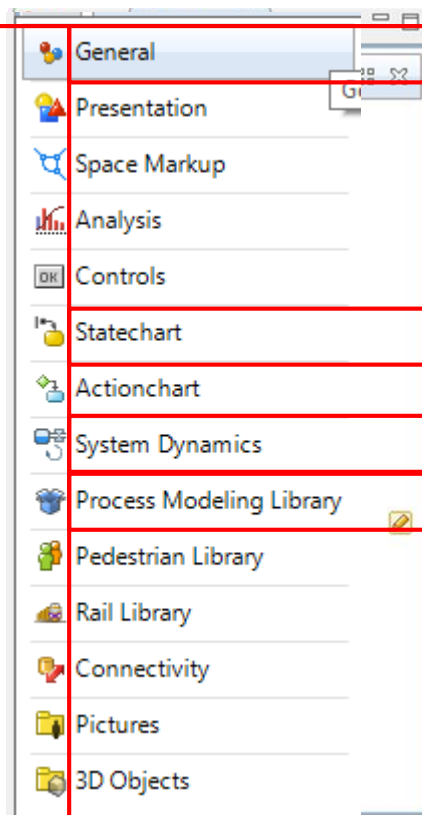 General
Presentation
Space Markup
Analysis
OK
Controls
Statechart
Actionchart
System Dynamics
Process Modeling Library
Pedestrian Library
Rail Library
Connectivity
Pictures
3D Objects